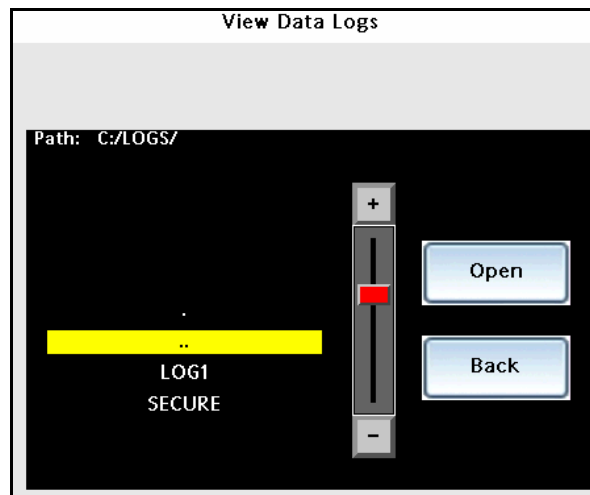 View Data Logs
Path: C:/LOGS/
+
Open
.
..
Back
LOG1
SECURE
-